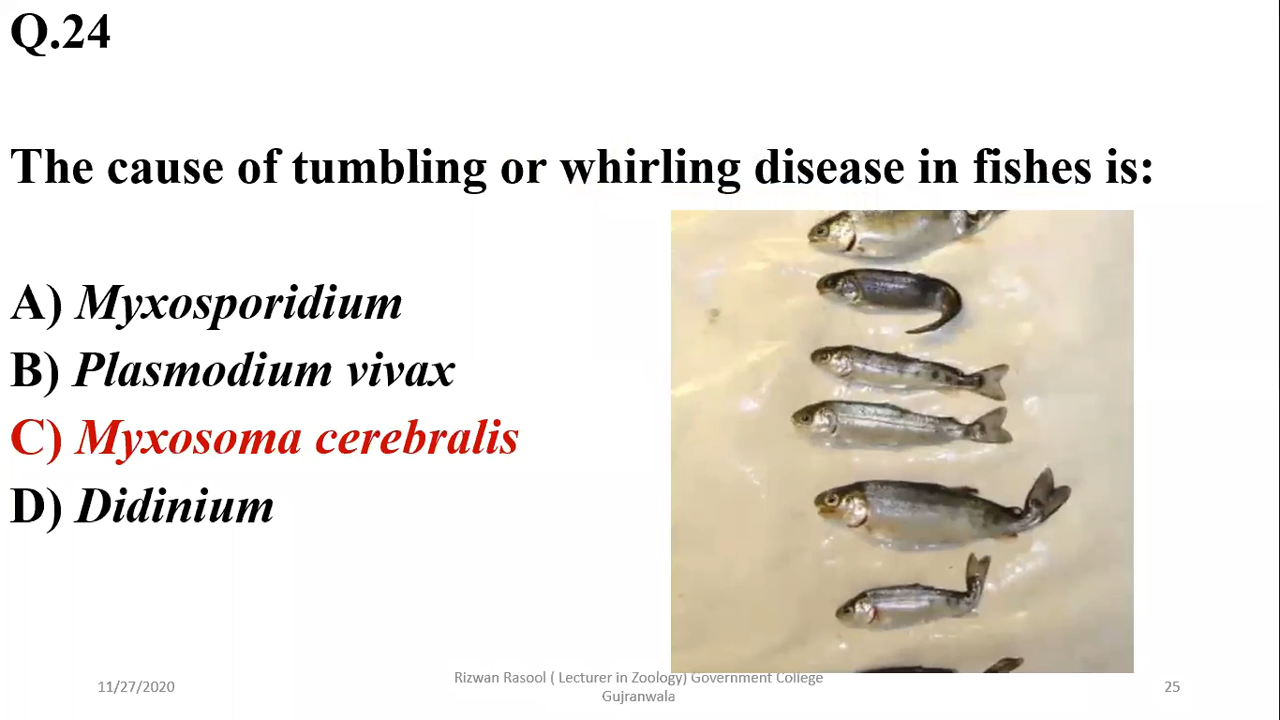 Q.24
The cause of tumbling or whirling disease in fishes is:
A) Myxosporidium
B) Plasmodium vivax
C) Myxosoma cerebralis
D) Didinium
11/27/2020
Rizwan Rasool ( Lecturer in Zoology) Government College
Gujranwala
25